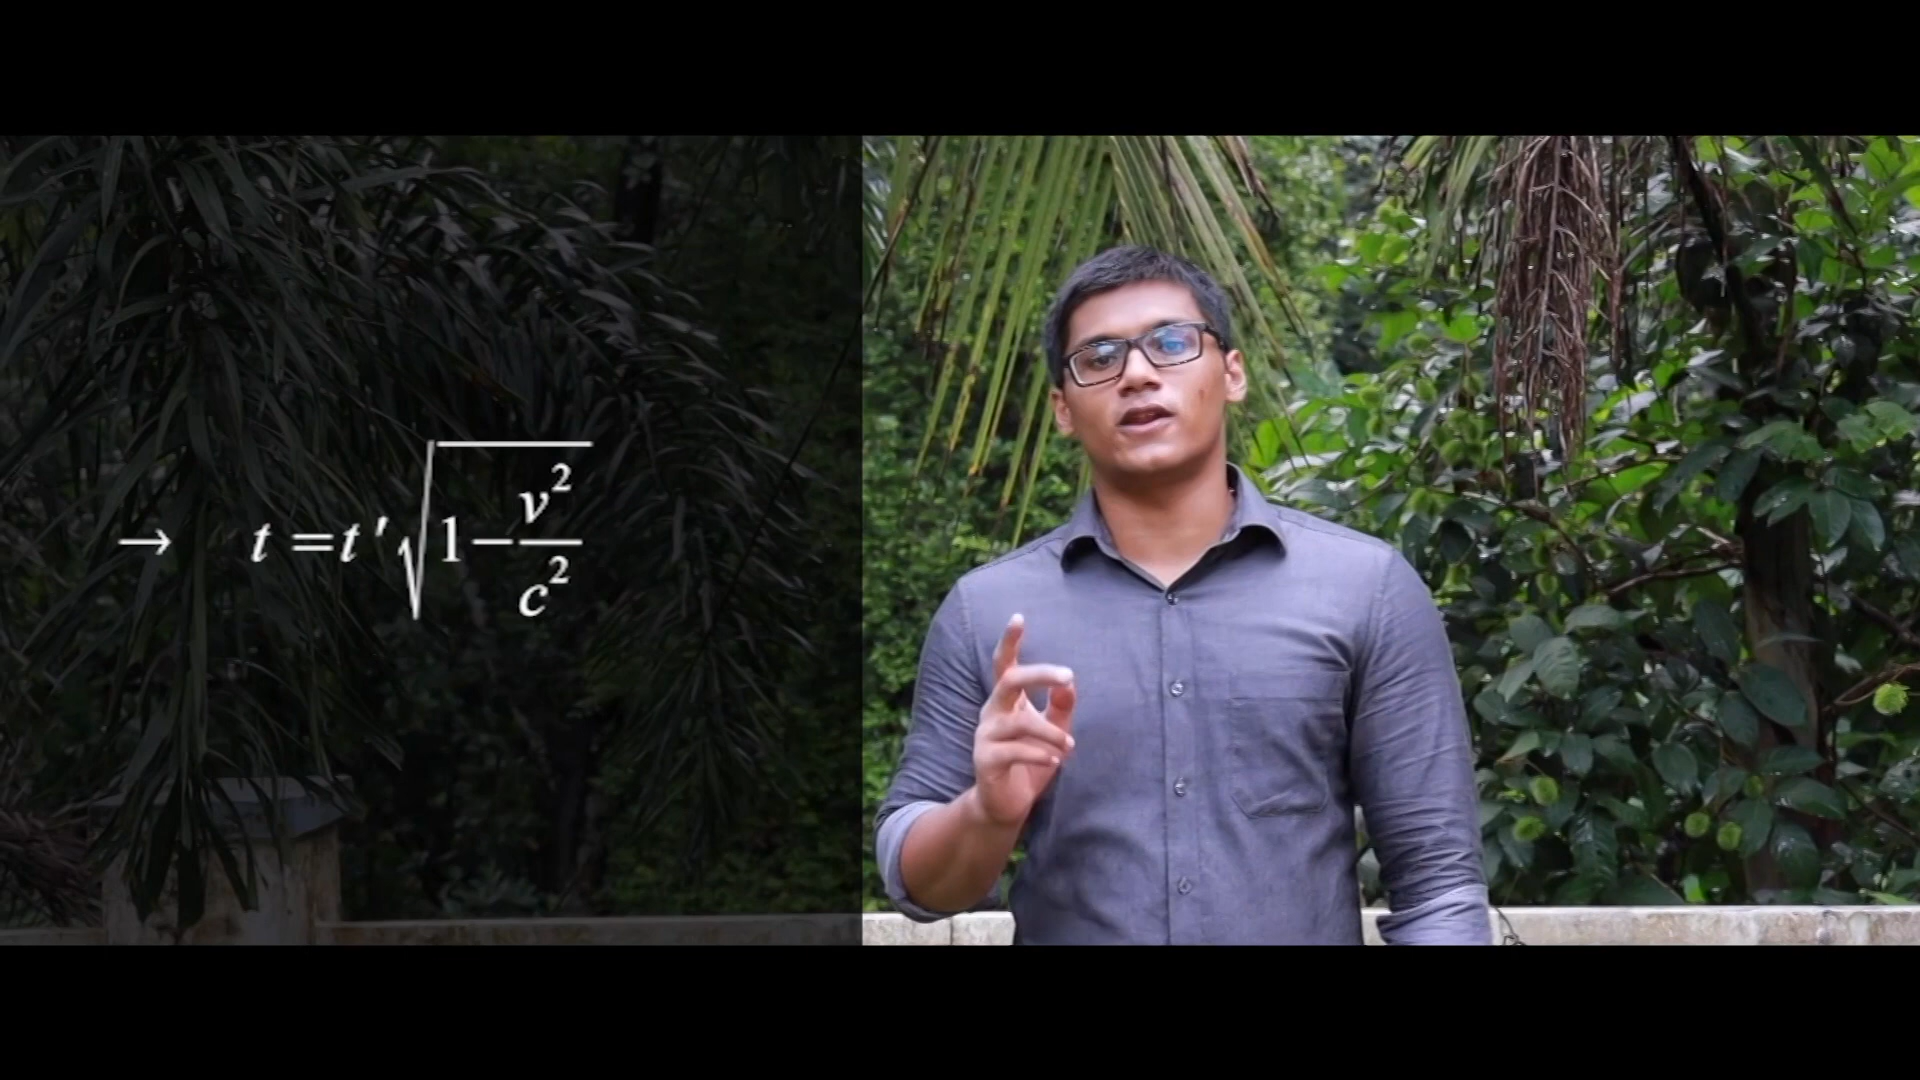 → t = t′√(1 − v²/c²)